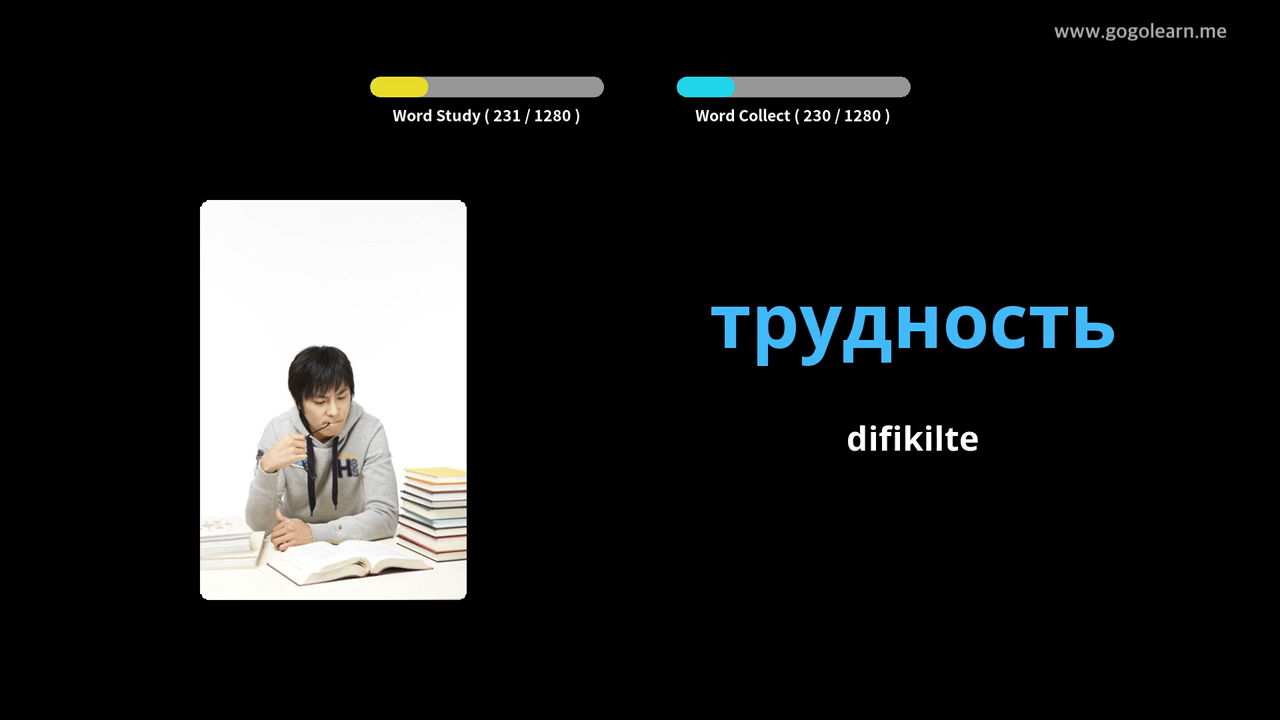 www.gogolearn.me
Word Study ( 231 / 1280 )
Word Collect ( 230 / 1280 )
трудность
difikilte
H